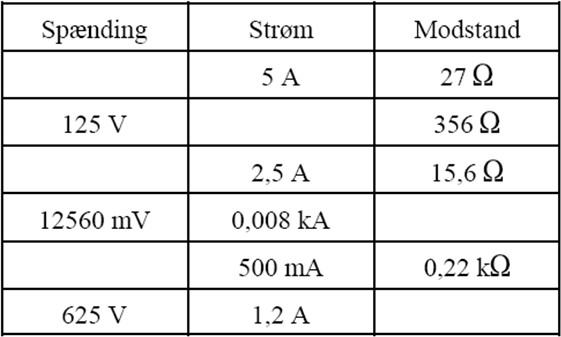 Spænding Strøm Modstand
5 A 27 Ω
125 V 356 Ω
2,5 A 15,6 Ω
12560 mV 0,008 kA
500 mA 0,22 kΩ
625 V 1,2 A